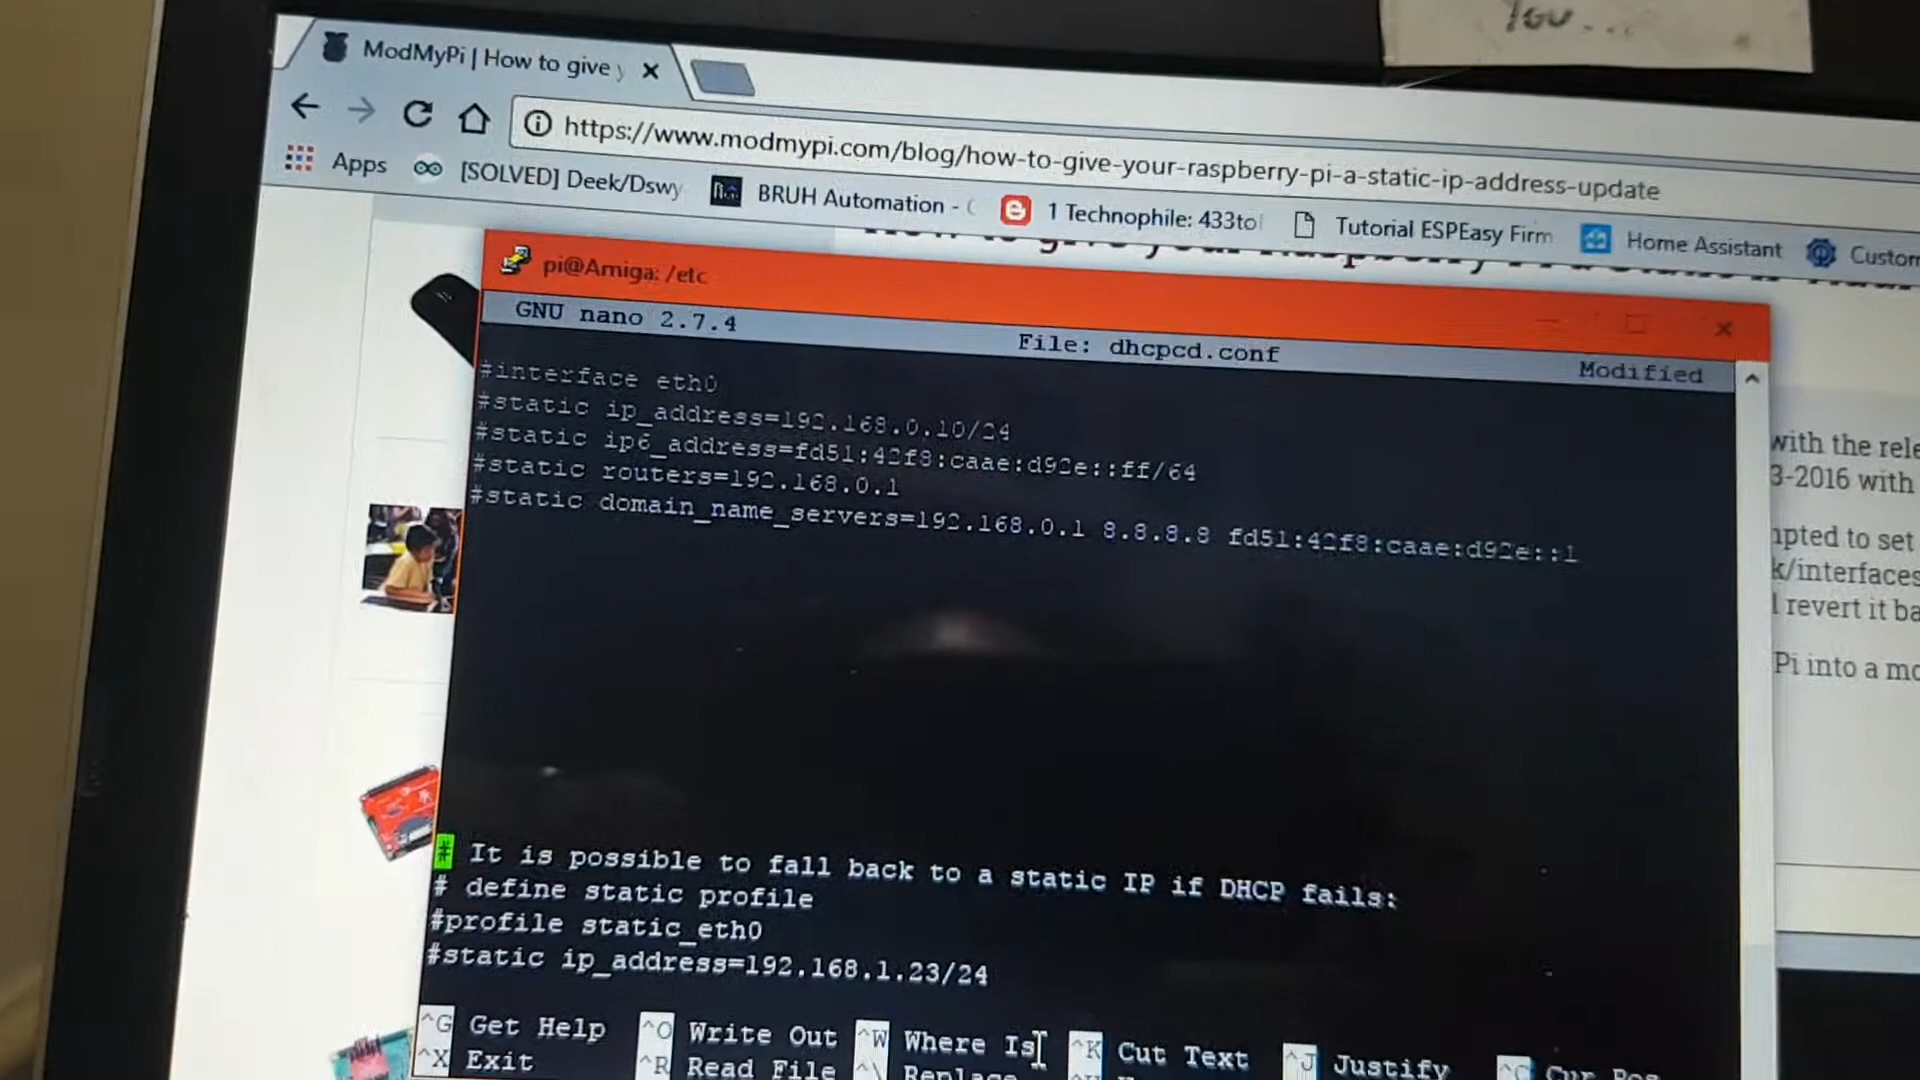 You...
ModMyPi | How to give y
https://www.modmypi.com/blog/how-to-give-your-raspberry-pi-a-static-ip-address-update
Apps [SOLVED] Deek/Dswy BRUH Automation - 1 Technophile: 433to Tutorial ESPEasy Firm Home Assistant Custom
pi@Amiga: /etc
GNU nano 2.7.4 File: dhcpcd.conf Modified
#interface eth0
#static ip_address=192.168.0.10/24
#static ip6_address=fd51:42f8:caae:d92e::ff/64
#static routers=192.168.0.1
#static domain_name_servers=192.168.0.1 8.8.8.8 fd51:42f8:caae:d92e::1
with the rele
3-2016 with
mpted to set
k/interfaces
l revert it ba
Pi into a mo
# It is possible to fall back to a static IP if DHCP fails:
# define static profile
#profile static_eth0
#static ip_address=192.168.1.23/24
^G Get Help ^O Write Out ^W Where Is ^K Cut Text ^J Justify ^C Cur Pos
^X Exit ^R Read File ^\ Replace